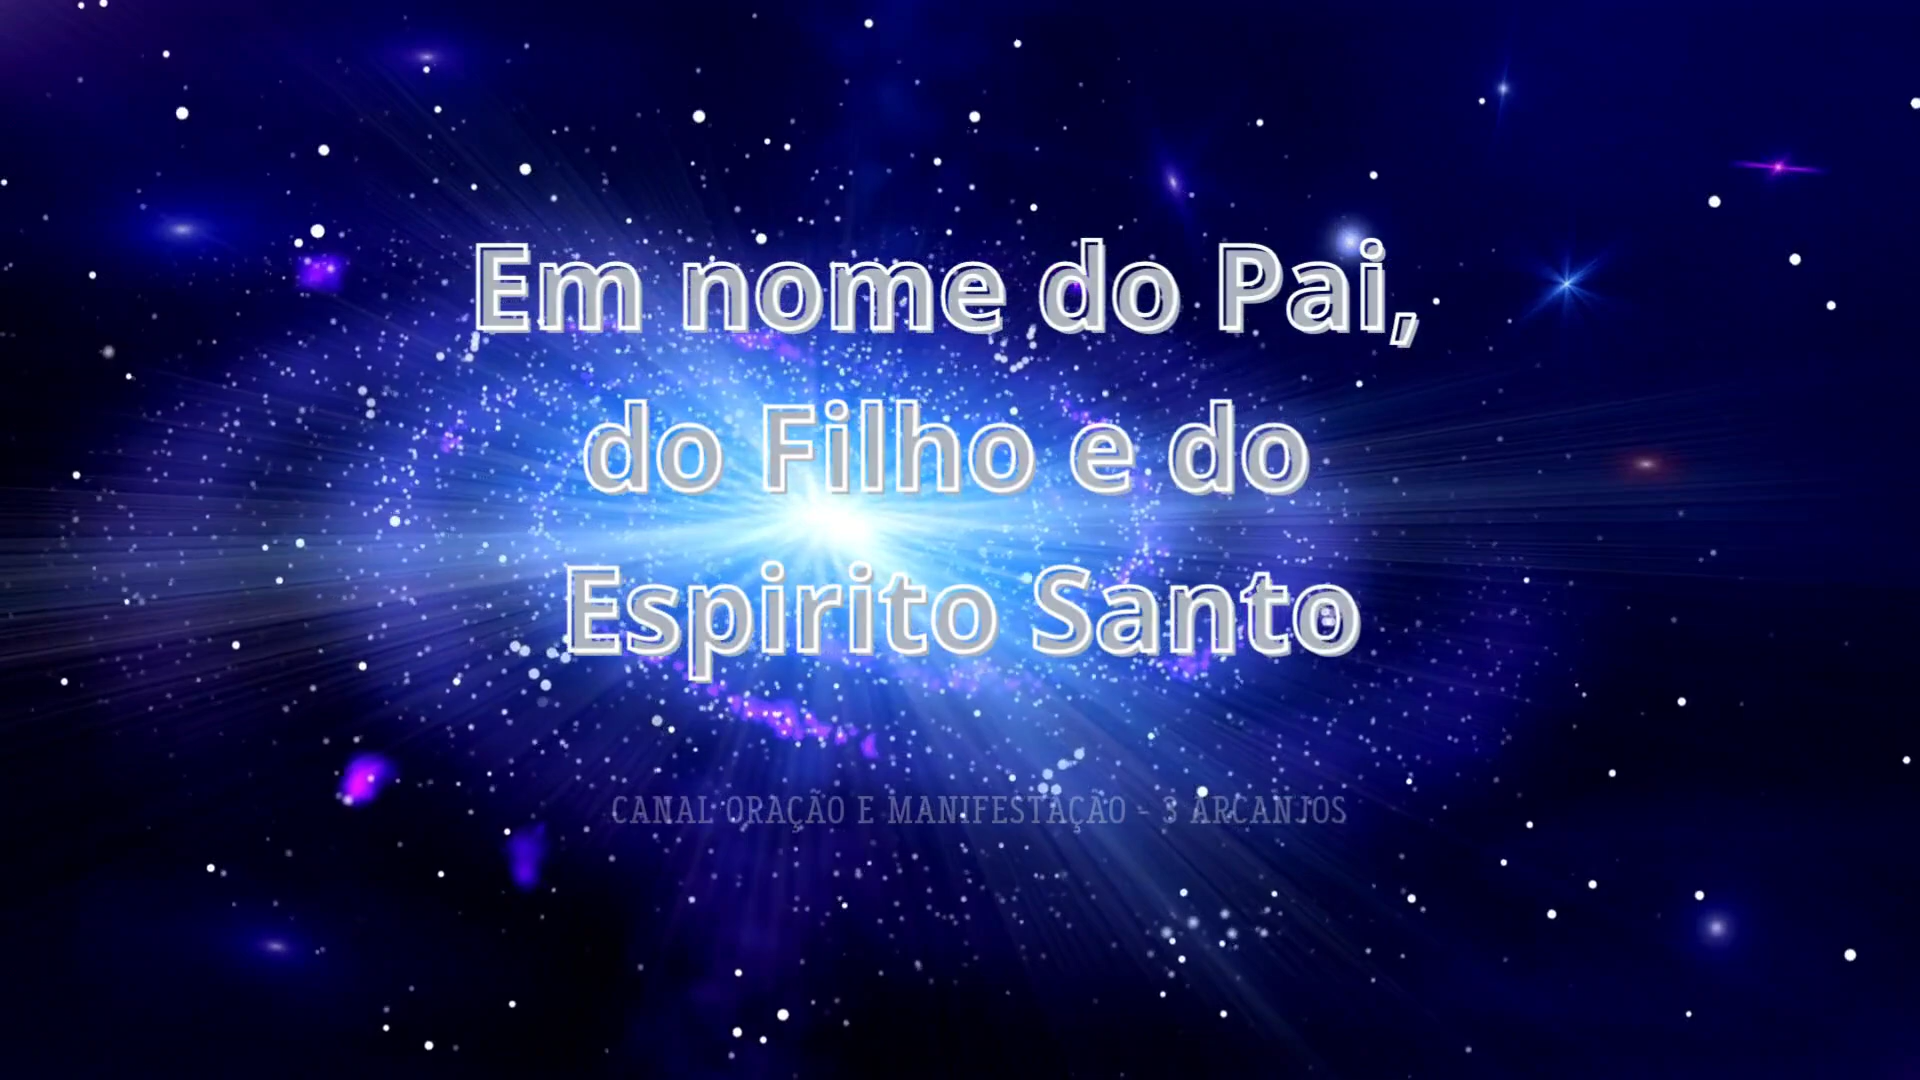 Em nome do Pai,
do Filho e do
Espirito Santo
CANAL ORAÇÃO E MANIFESTAÇÃO - 3 ARCANJOS